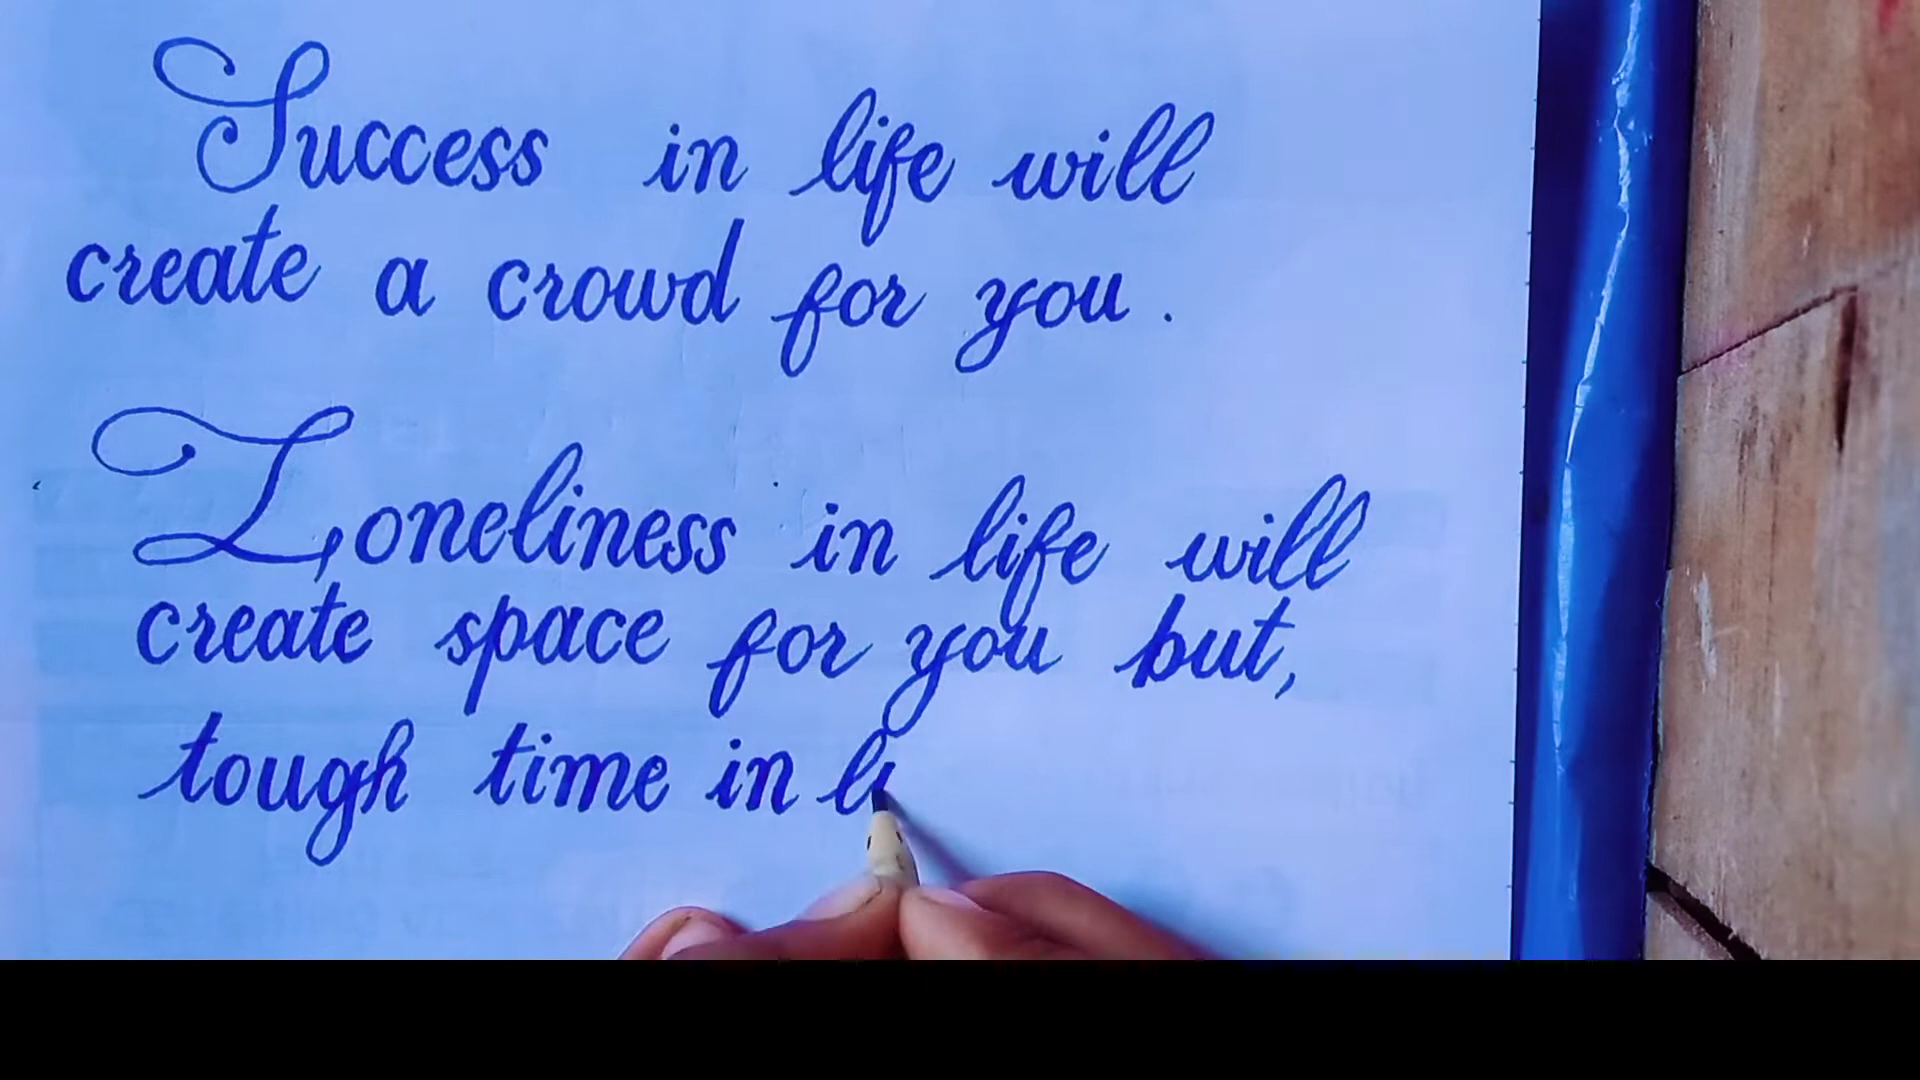 Success in life will
create a crowd for you.
Loneliness in life will
create space for you but,
tough time in